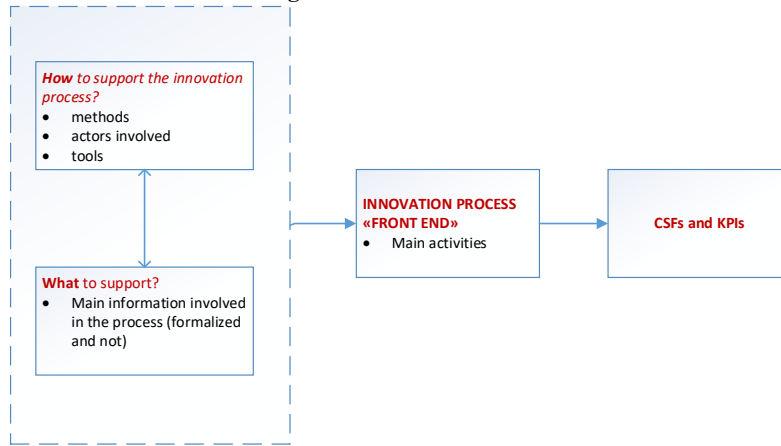 How to support the innovation
process?
• methods
• actors involved
• tools
What to support?
• Main information involved
in the process (formalized
and not)
INNOVATION PROCESS
«FRONT END»
• Main activities
CSFs and KPIs